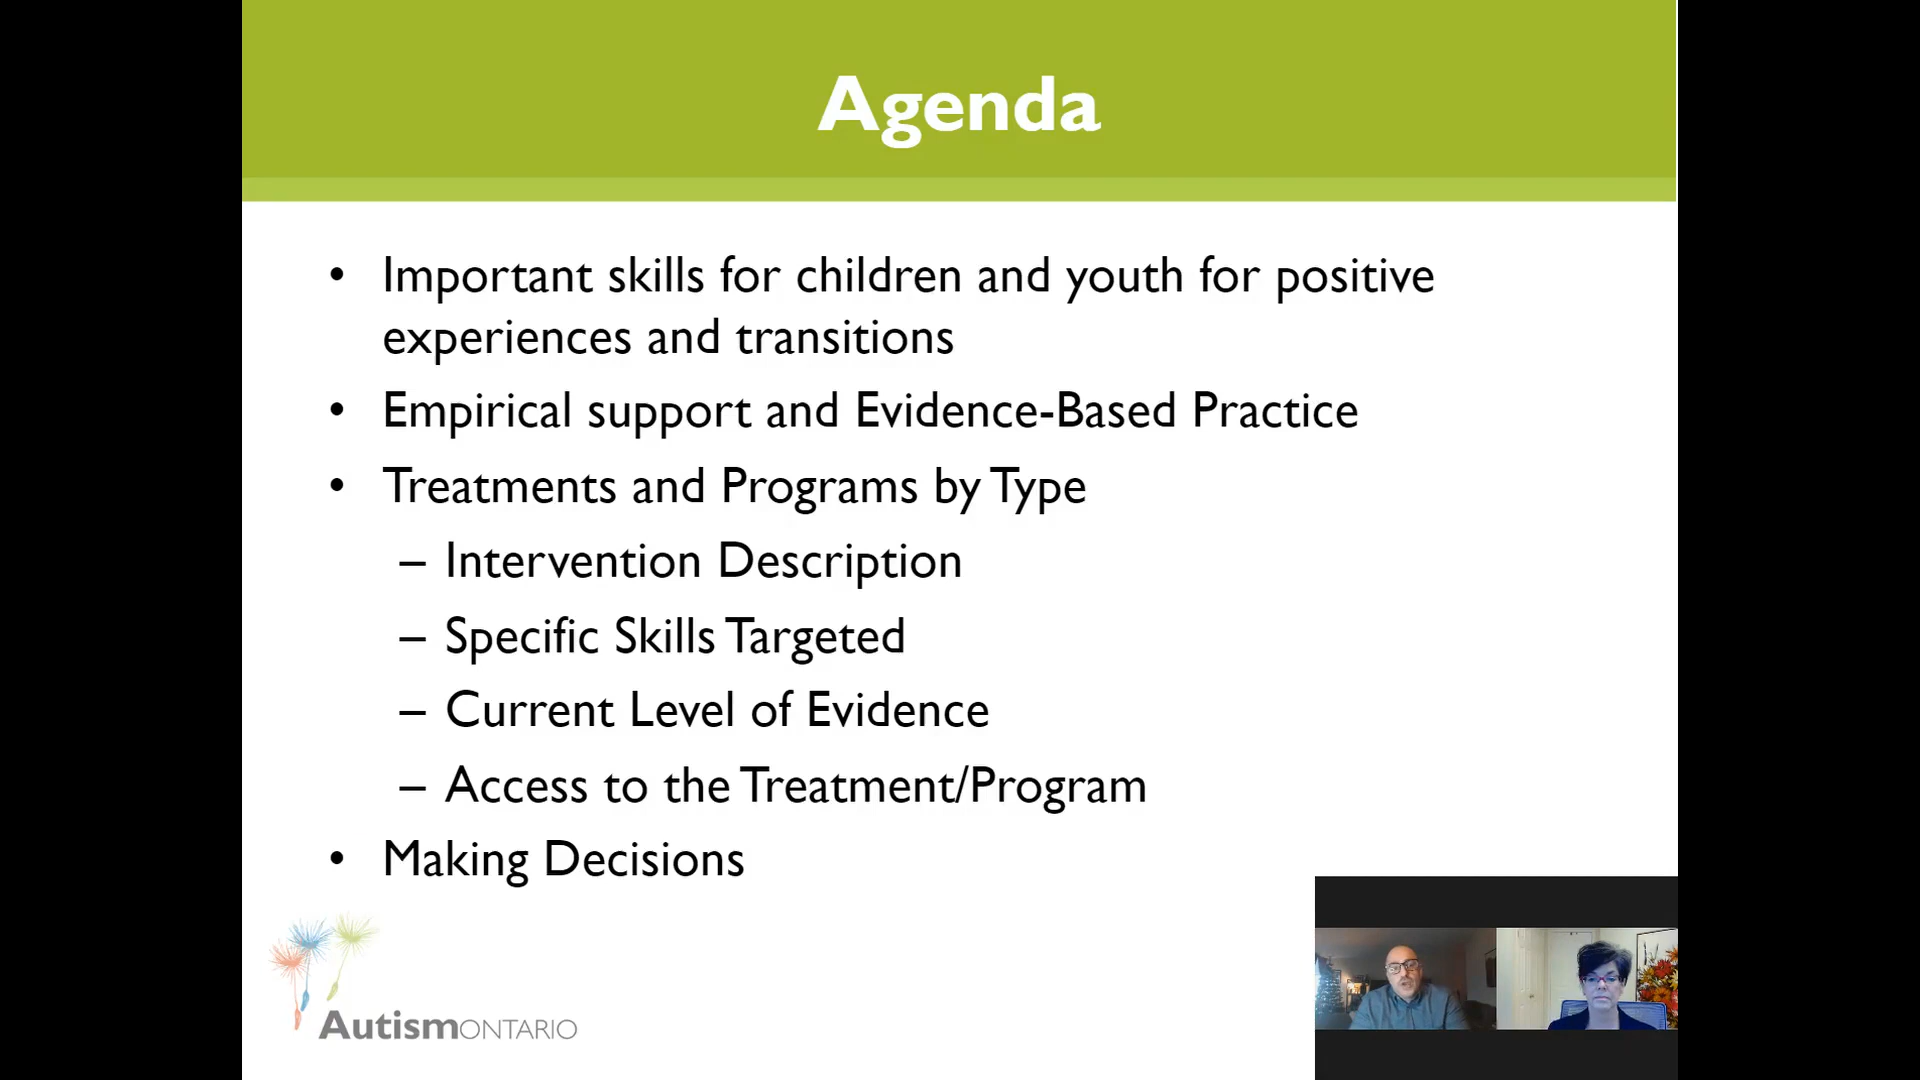 Agenda
• Important skills for children and youth for positive
experiences and transitions
• Empirical support and Evidence-Based Practice
• Treatments and Programs by Type
– Intervention Description
– Specific Skills Targeted
– Current Level of Evidence
– Access to the Treatment/Program
• Making Decisions
AutismONTARIO